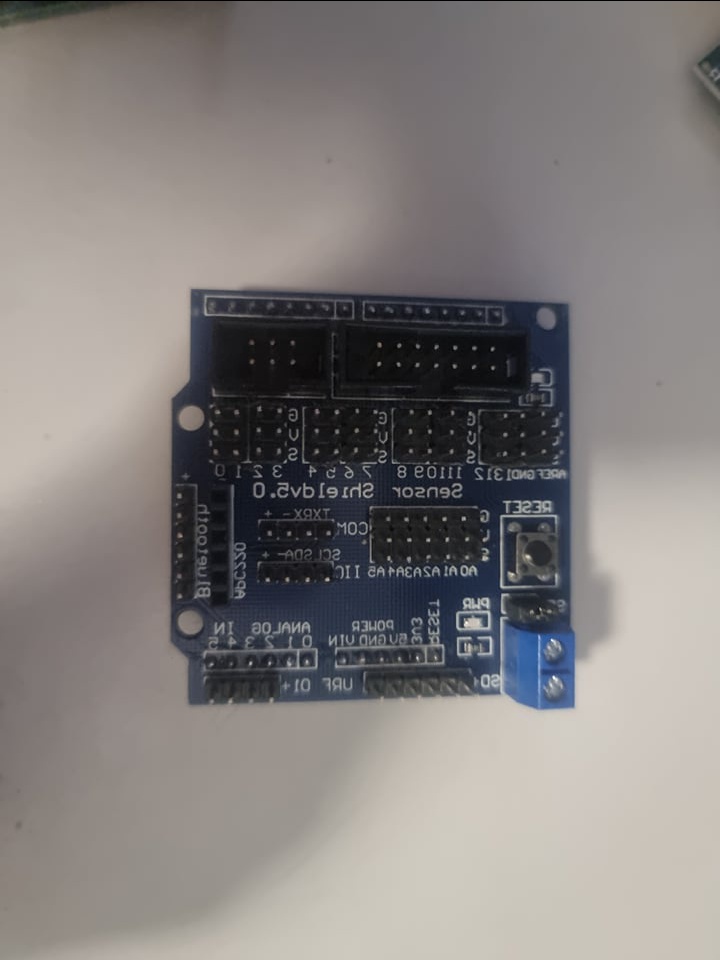 G
V
S
G
V
S
G
V
S
0 1 2 3 4 5 6 7 8 9 10 11 12 13 GND AREF
Sensor Shield v5.0
+
Bluetooth
APC220
+ - RX TX
COM
+ - SDA SCL
IIC
G
A0 A1 A2 A3 A4 A5
RESET
PWR
ANALOG IN
0 1 2 3 4 5
POWER
RESET 3V3 5V GND VIN
URF 01+
SD